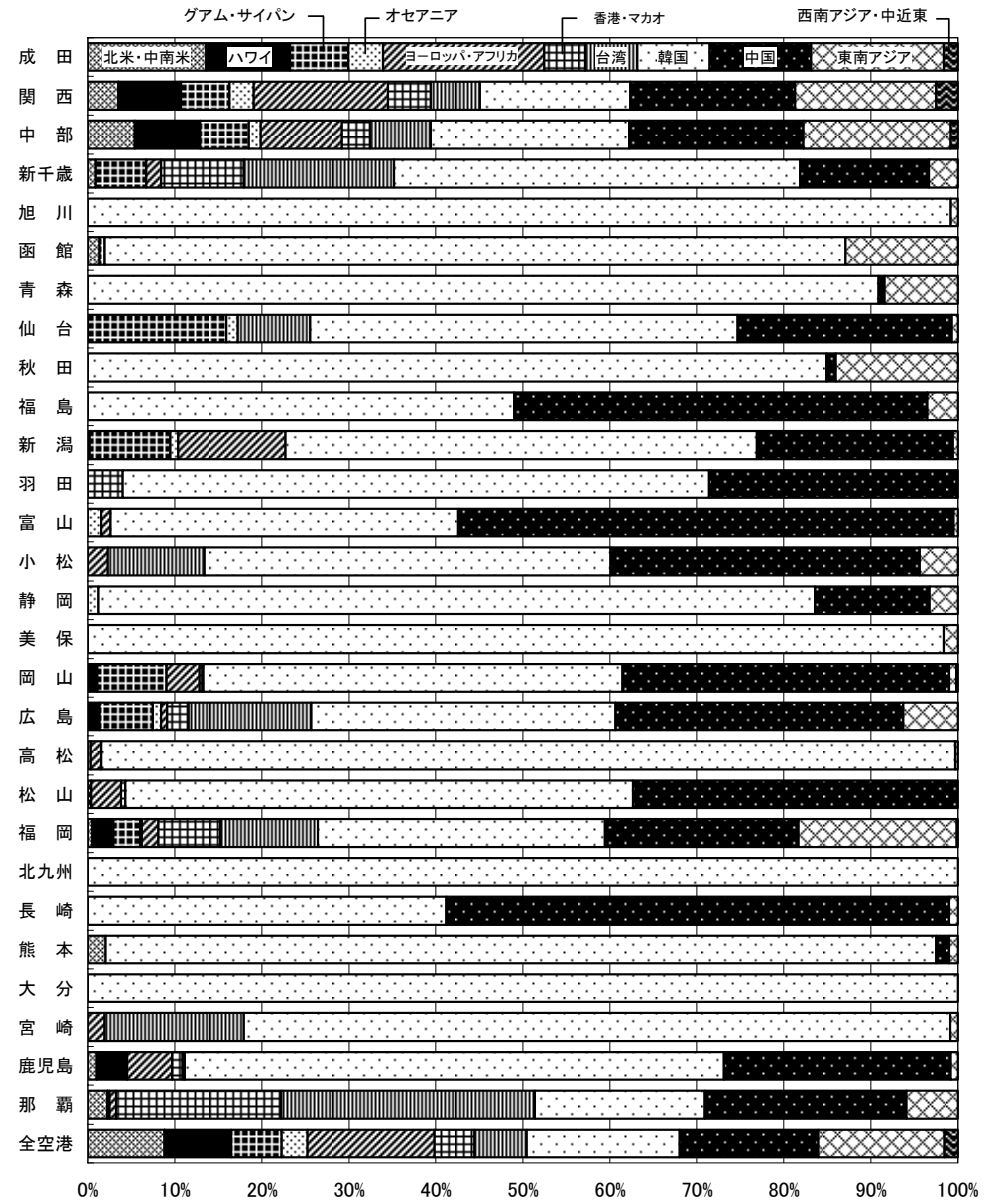 グアム・サイパン オセアニア 香港・マカオ 西南アジア・中近東
成田 北米・中南米 ハワイ ヨーロッパ・アフリカ 台湾 韓国 中国 東南アジア
関西
中部
新千歳
旭川
函館
青森
仙台
秋田
福島
新潟
羽田
富山
小松
静岡
美保
岡山
広島
高松
松山
福岡
北九州
長崎
熊本
大分
宮崎
鹿児島
那覇
全空港
0% 10% 20% 30% 40% 50% 60% 70% 80% 90% 100%